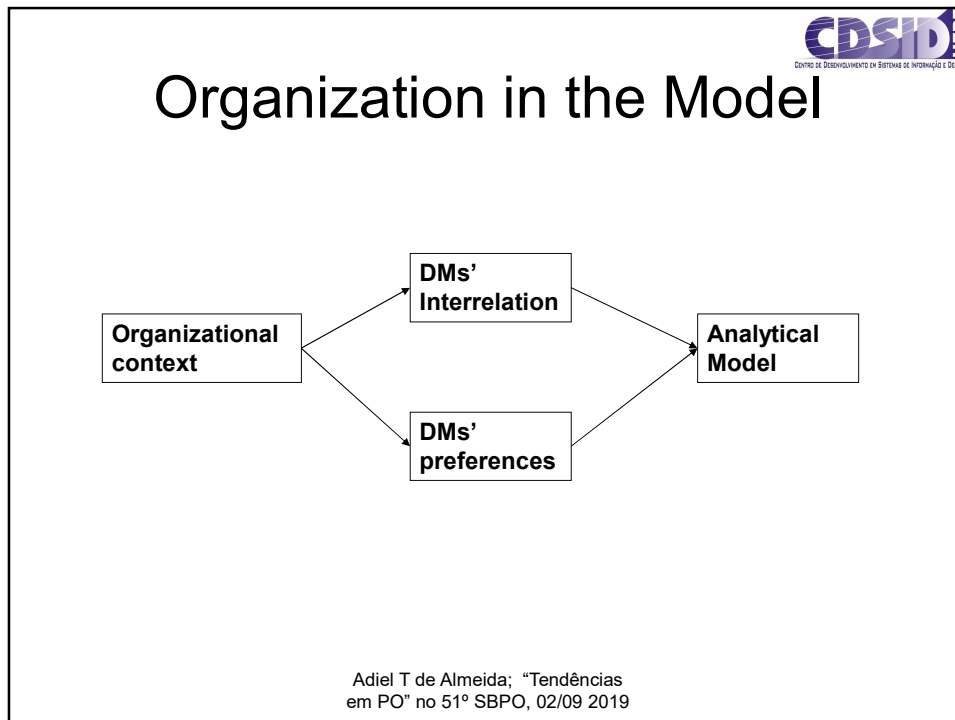 CDSID
CENTRO DE DESENVOLVIMENTO EM SISTEMAS DE INFORMAÇÃO E
Organization in the Model
DMs'
Interrelation
Organizational
context
Analytical
Model
DMs'
preferences
Adiel T de Almeida; “Tendências
em PO” no 51º SBPO, 02/09 2019